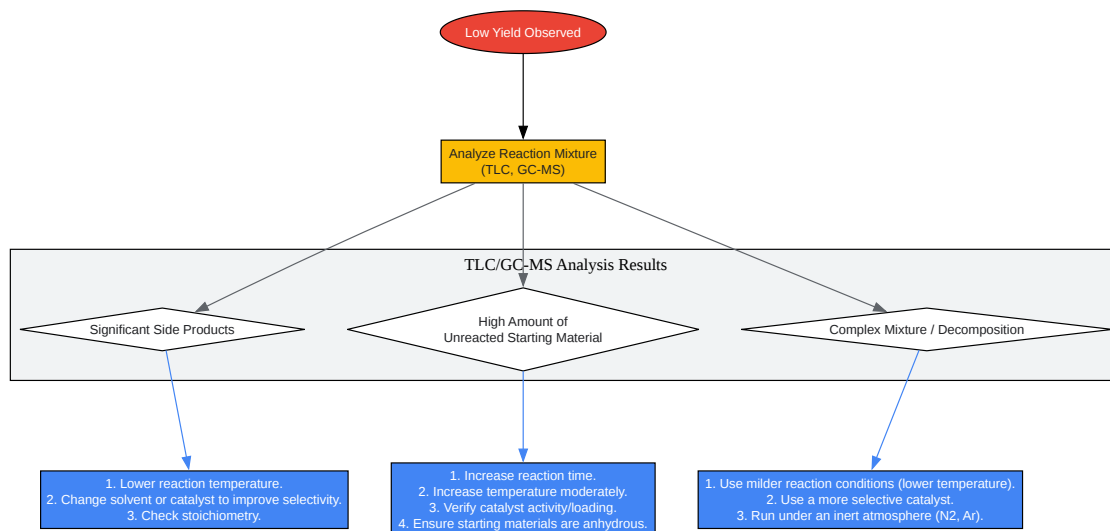 Low Yield Observed
Analyze Reaction Mixture
(TLC, GC-MS)
TLC/GC-MS Analysis Results
Significant Side Products
High Amount of
Unreacted Starting Material
Complex Mixture / Decomposition
1. Lower reaction temperature.
2. Change solvent or catalyst to improve selectivity.
3. Check stoichiometry.
1. Increase reaction time.
2. Increase temperature moderately.
3. Verify catalyst activity/loading.
4. Ensure starting materials are anhydrous.
1. Use milder reaction conditions (lower temperature).
2. Use a more selective catalyst.
3. Run under an inert atmosphere (N2, Ar).